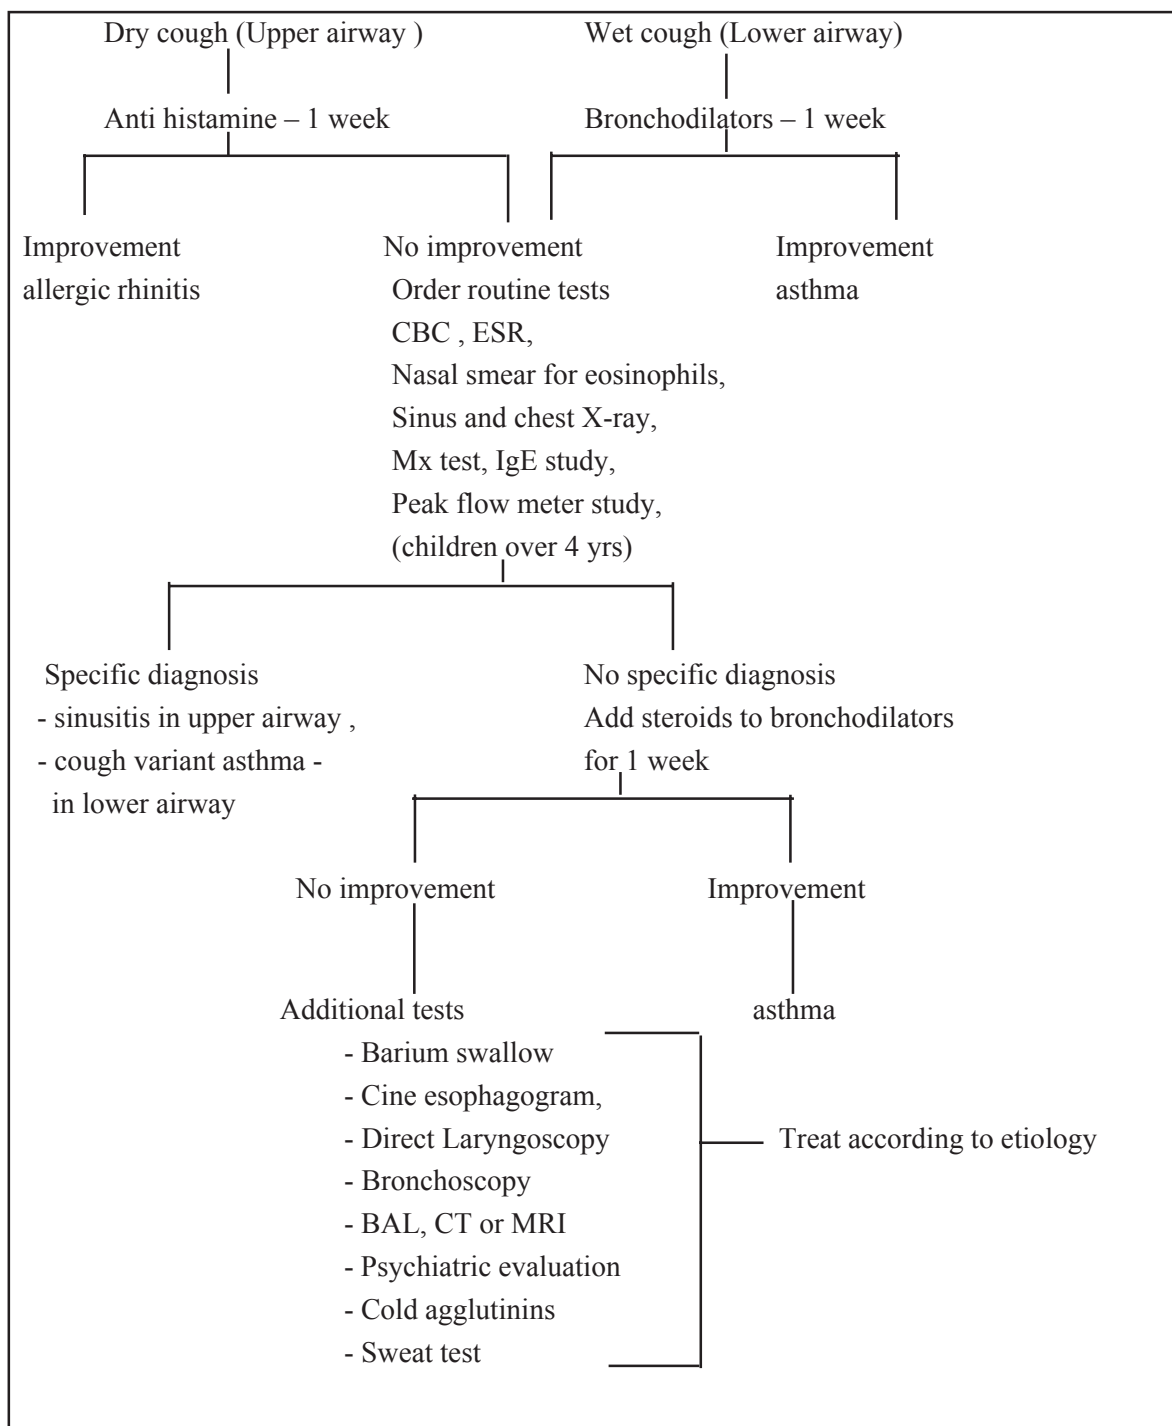 Dry cough (Upper airway )
Wet cough (Lower airway)
Anti histamine – 1 week
Bronchodilators – 1 week
Improvement
allergic rhinitis
No improvement
Order routine tests
CBC , ESR,
Nasal smear for eosinophils,
Sinus and chest X-ray,
Mx test, IgE study,
Peak flow meter study,
(children over 4 yrs)
Improvement
asthma
Specific diagnosis
- sinusitis in upper airway ,
- cough variant asthma -
in lower airway
No specific diagnosis
Add steroids to bronchodilators
for 1 week
No improvement
Improvement
Additional tests
- Barium swallow
- Cine esophagogram,
- Direct Laryngoscopy
- Bronchoscopy
- BAL, CT or MRI
- Psychiatric evaluation
- Cold agglutinins
- Sweat test
asthma
Treat according to etiology